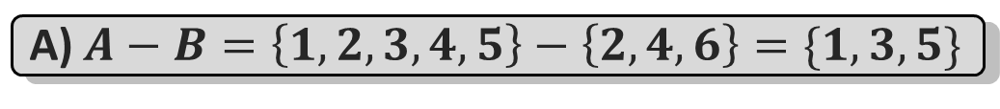 A) A − B = {1, 2, 3, 4, 5} − {2, 4, 6} = {1, 3, 5}